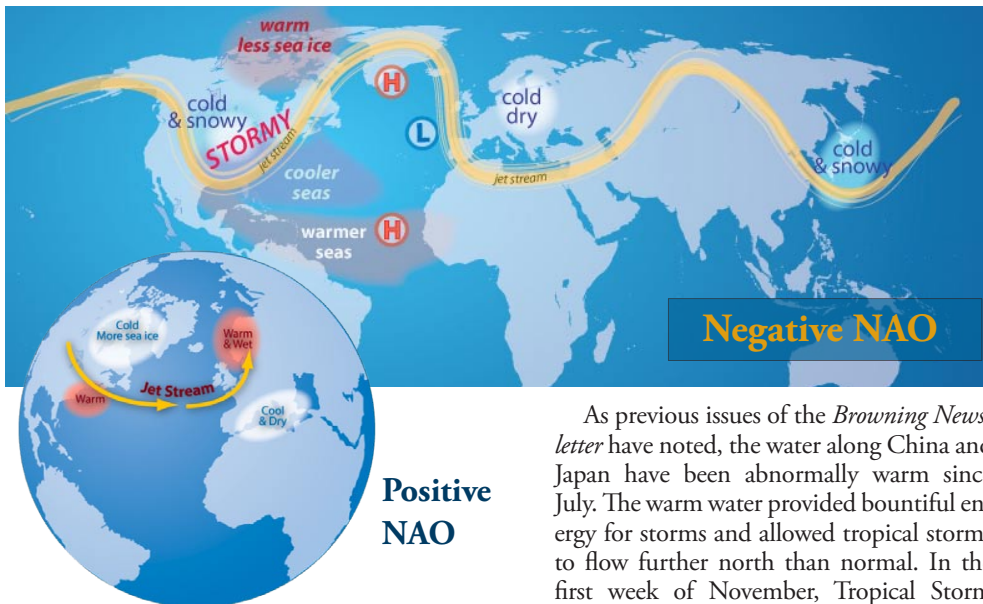 warm
less sea ice
cold
& snowy
STORMY
jet stream
H
L
cold
dry
cooler
seas
jet stream
cold
& snowy
warmer
seas
H
Negative NAO
Cold
More sea ice
Warm
& Wet
Jet Stream
Warm
Cool
& Dry
Positive
NAO
As previous issues of the Browning News
letter have noted, the water along China and
Japan have been abnormally warm sinc
July. The warm water provided bountiful en
ergy for storms and allowed tropical storm
to flow further north than normal. In th
first week of November, Tropical Storm